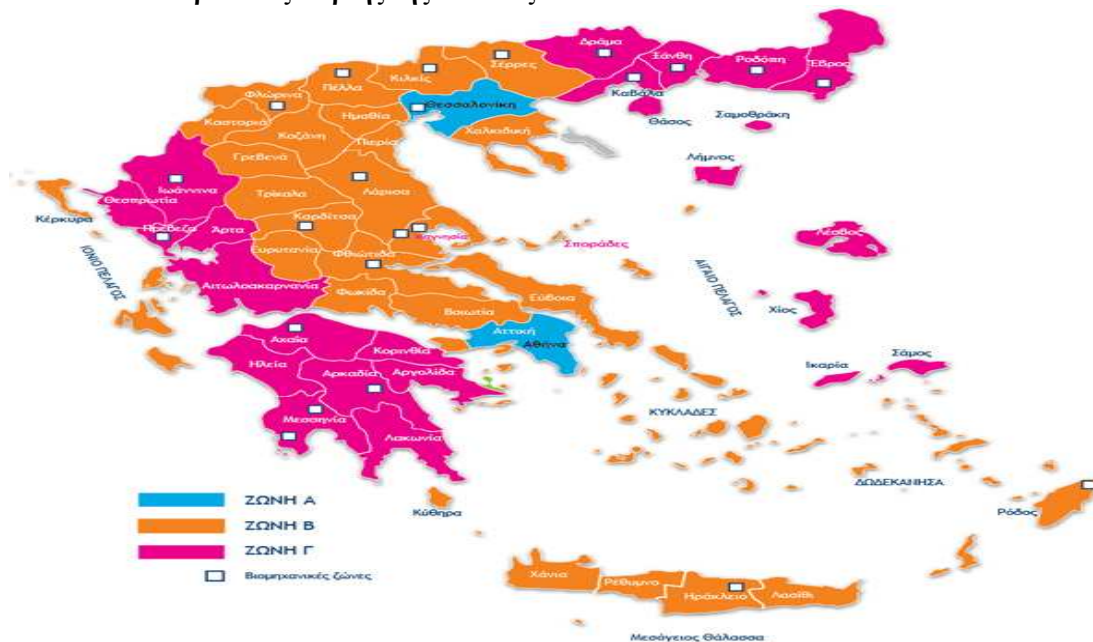 Δράμα
Ξάνθη
Ροδόπη
Έβρος
Σέρρες
Κιλκίς
Πέλλα
Καβάλα
Φλώρινα
Θεσσαλονίκη
Θάσος
Σαμοθράκη
Ημαθία
Καστοριά
Κοζάνη
Χαλκιδική
Πιερία
Γρεβενά
Λήμνος
Ιωάννινα
Λάρισα
Τρίκαλα
Θεσπρωτία
Κέρκυρα
Καρδίτσα
Πρέβεζα
Άρτα
Λέσβος
Μαγνησία
Σποράδες
Ευρυτανία
Φθιώτιδα
ΙΟΝΙΟ ΠΕΛΑΓΟΣ
ΑΙΓΑΙΟ ΠΕΛΑΓΟΣ
Αιτωλοακαρνανία
Φωκίδα
Εύβοια
Βοιωτία
Χίος
Αττική
Αθήνα
Αχαΐα
Κορινθία
Σάμος
Ηλεία
Ικαρία
Αρκαδία
Αργολίδα
ΚΥΚΛΑΔΕΣ
Μεσσηνία
Λακωνία
ΔΩΔΕΚΑΝΗΣΑ
ΖΩΝΗ Α
Κύθηρα
Ρόδος
ΖΩΝΗ Β
ΖΩΝΗ Γ
Βιομηχανικές ζώνες
Χάνια
Ρέθυμνο
Ηράκλειο
Λασίθι
Μεσόγειος Θάλασσα